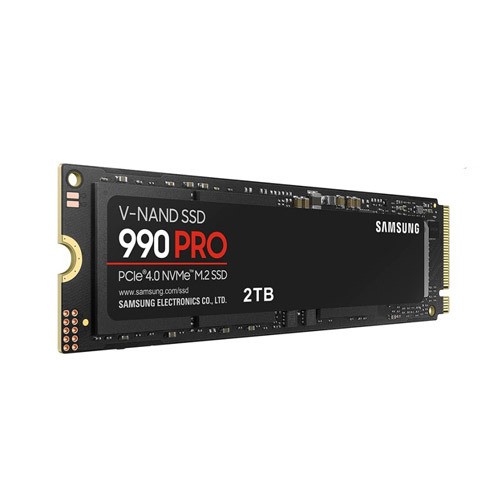 V-NAND SSD
990 PRO
PCIe®4.0 NVMe™ M.2 SSD
www.samsung.com/ssd
SAMSUNG ELECTRONICS CO., LTD.
2TB
SAMSUNG